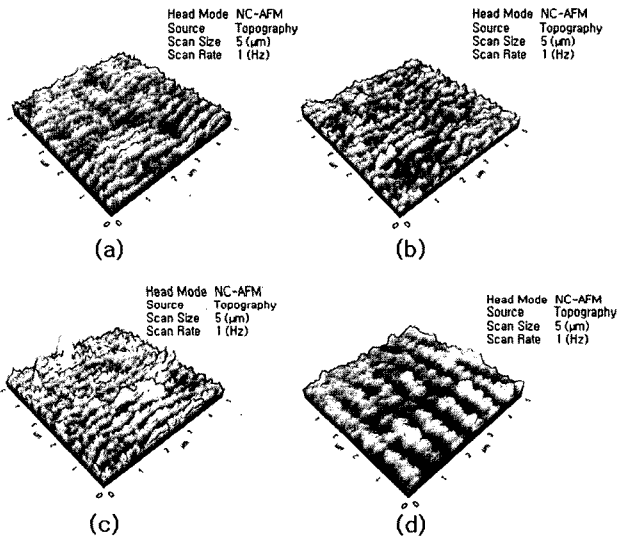 Head Mode NC-AFM
Source Topography
Scan Size 5 (µm)
Scan Rate 1 (Hz)
(a)
Head Mode NC-AFM
Source Topography
Scan Size 5 (µm)
Scan Rate 1 (Hz)
(b)
Head Mode NC-AFM
Source Topography
Scan Size 5 (µm)
Scan Rate 1 (Hz)
(c)
Head Mode NC-AFM
Source Topography
Scan Size 5 (µm)
Scan Rate 1 (Hz)
(d)